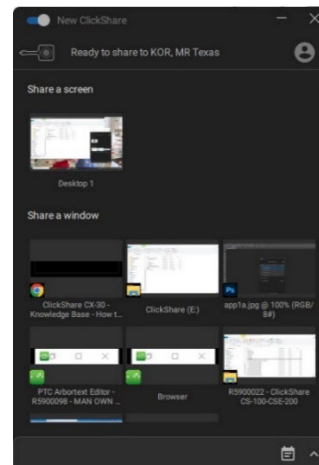 New ClickShare
Ready to share to KOR, MR Texas
Share a screen
Desktop 1
Share a window
ClickShare CX-30 -
Knowledge Base - How t...
ClickShare (E:)
app1a.jpg @ 100% (RGB/
8#)
PTC Arbortext Editor -
R5900098 - MAN OWN ...
Browser
R5900022 - ClickShare
CS-100-CSE-200